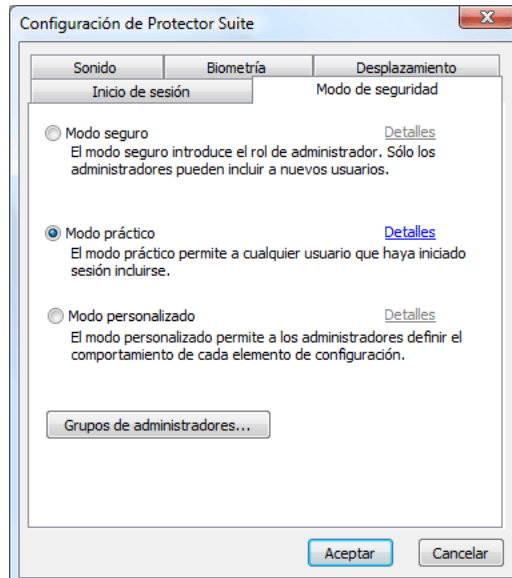 Configuración de Protector Suite
Sonido
Biometría
Desplazamiento
Inicio de sesión
Modo de seguridad
Modo seguro
Detalles
El modo seguro introduce el rol de administrador. Sólo los
administradores pueden incluir a nuevos usuarios.
Modo práctico
Detalles
El modo práctico permite a cualquier usuario que haya iniciado
sesión incluirse.
Modo personalizado
Detalles
El modo personalizado permite a los administradores definir el
comportamiento de cada elemento de configuración.
Grupos de administradores...
Aceptar
Cancelar